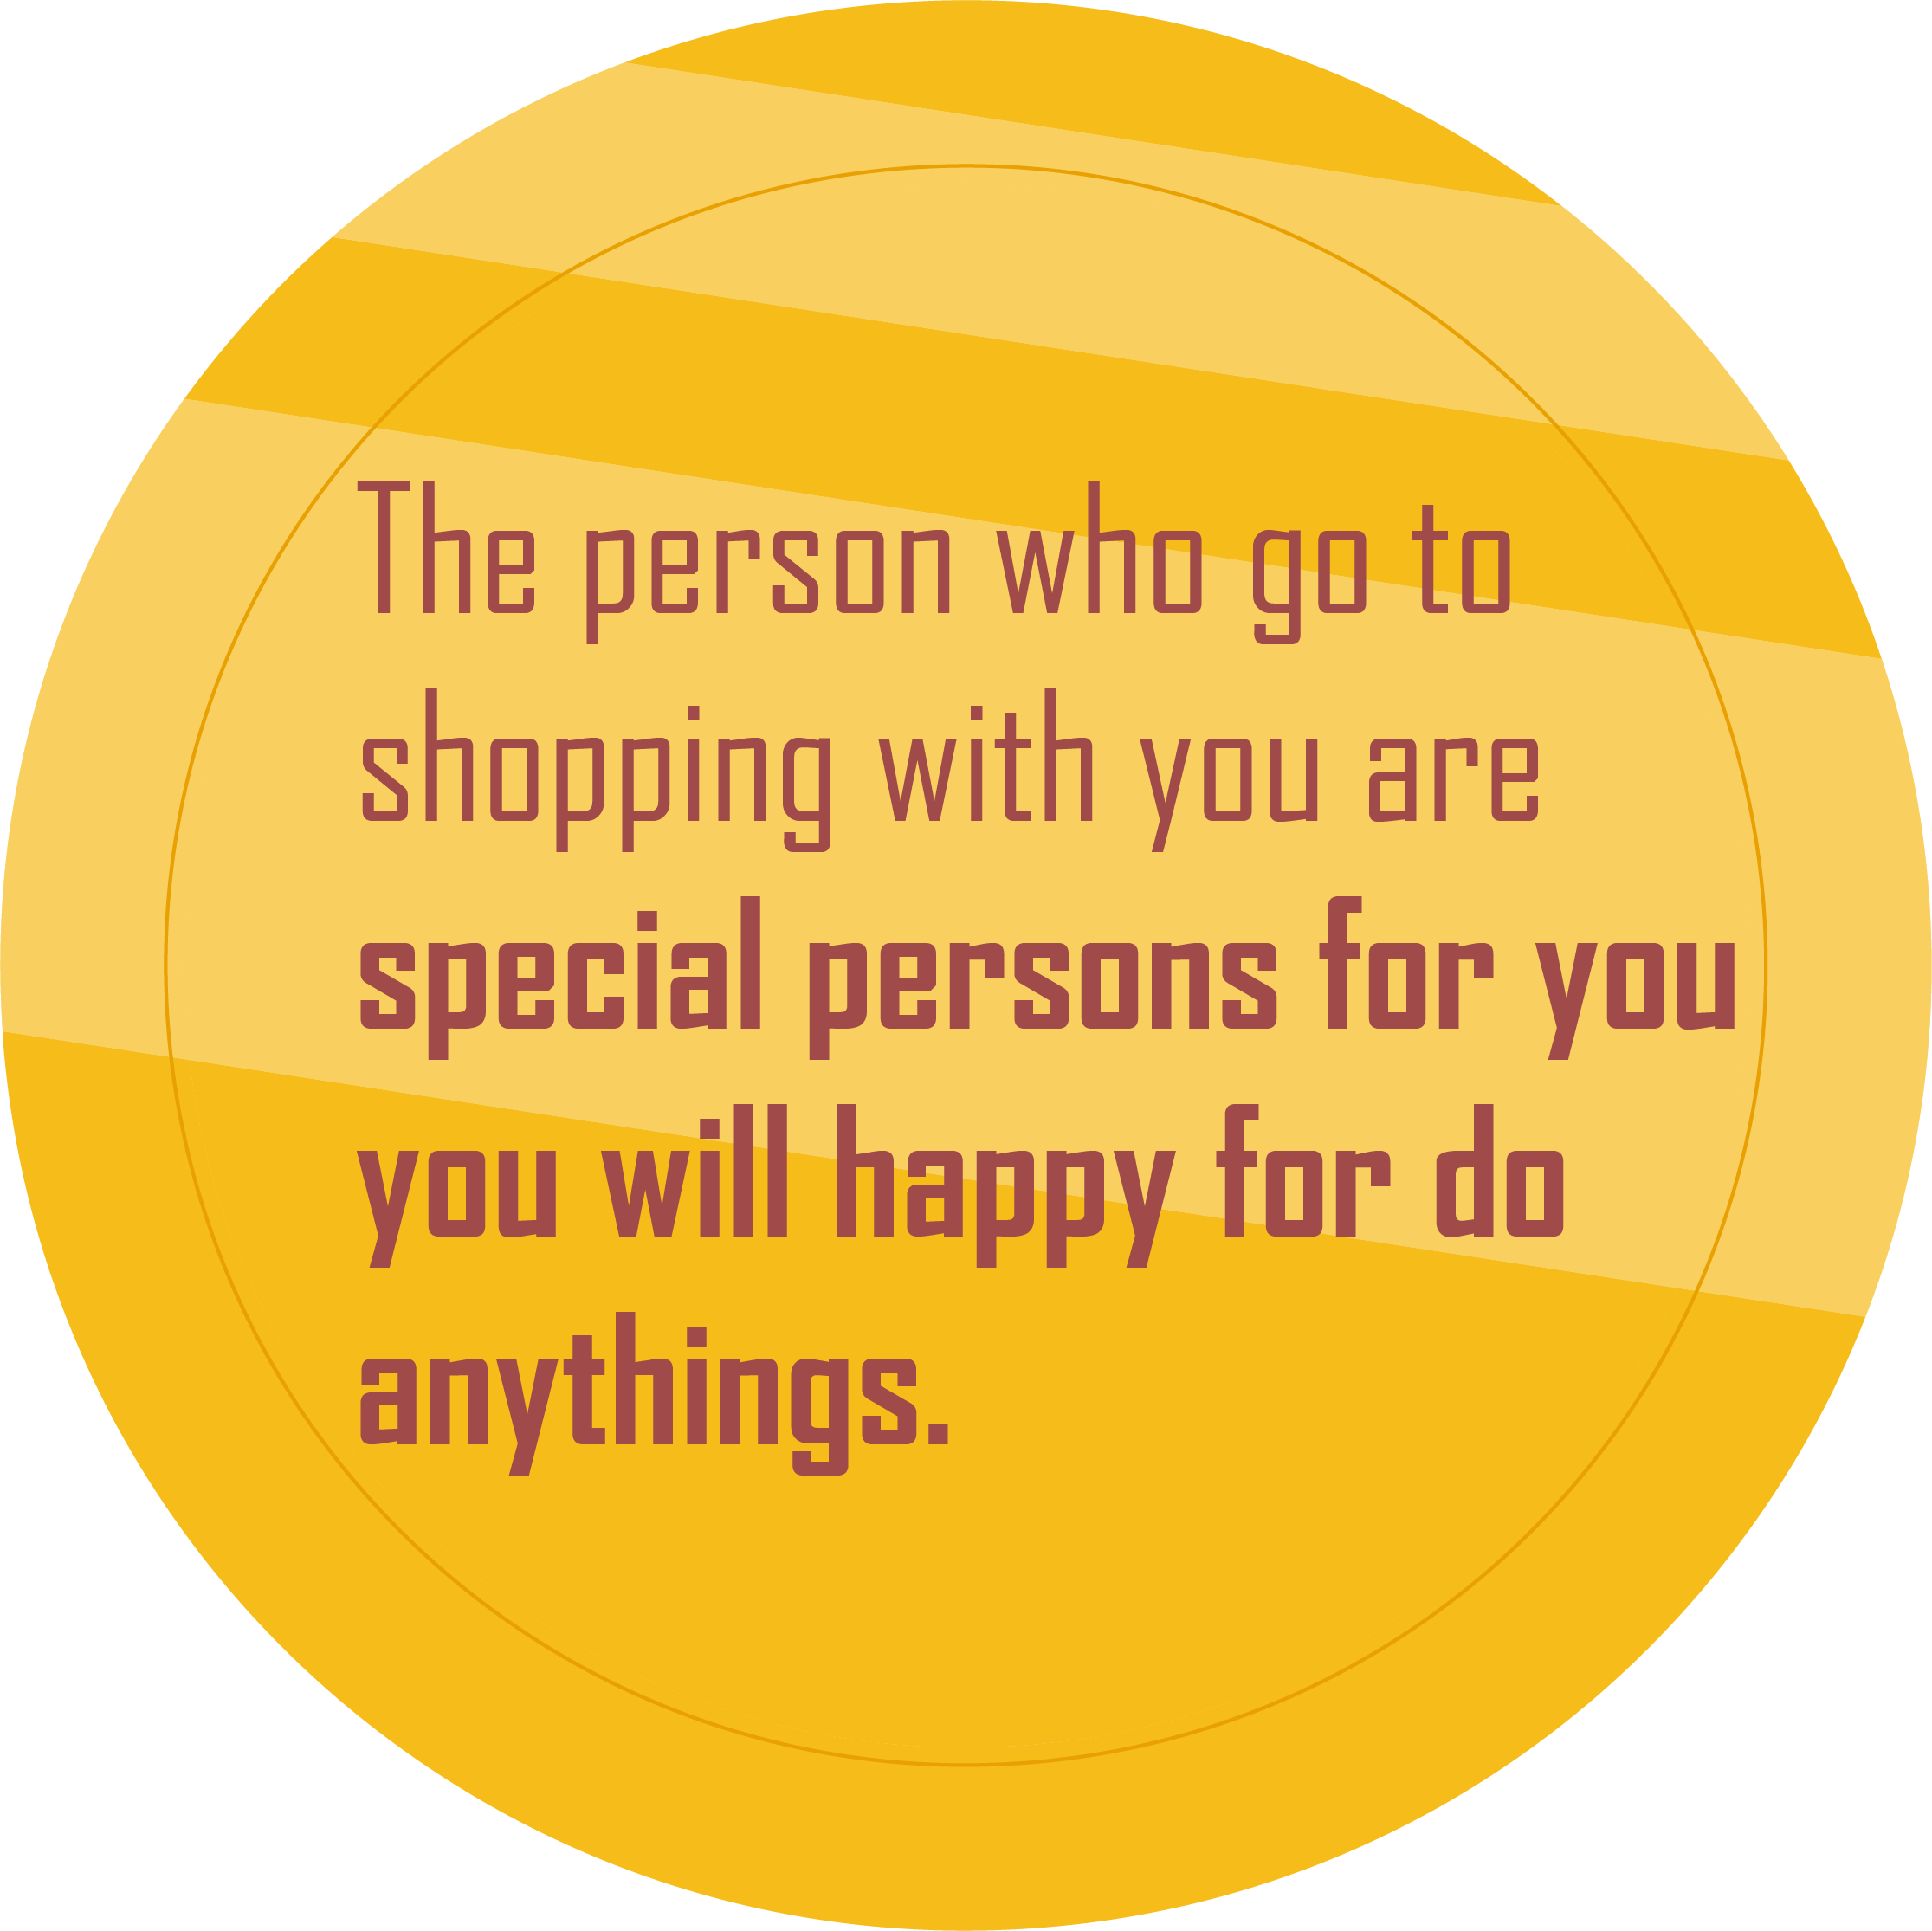 The person who go to
shopping with you are
special persons for you
you will happy for do
anythings.